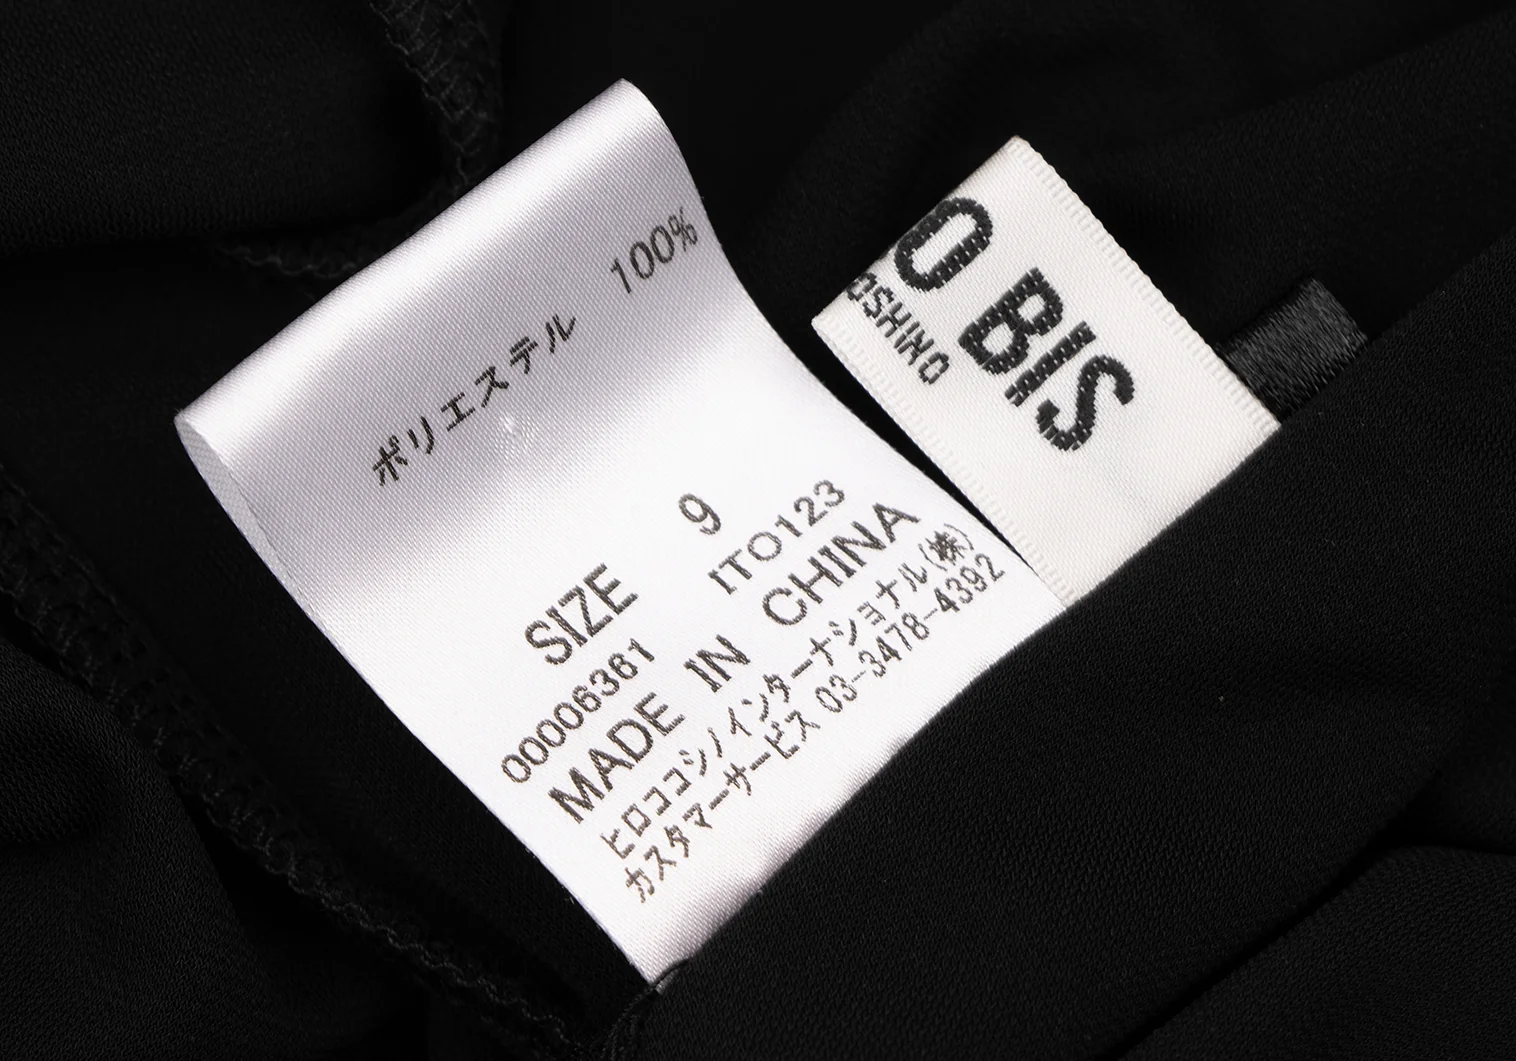 ポリエステル 100%
SIZE 9
00006361 ITO123
MADE IN CHINA
ヒロココシノインターナショナル(株)
カスタマーサービス 03-3478-4392
O BIS
OSHINO